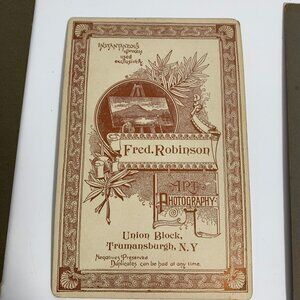 Instantaneous
Process
used
exclusively
Fred. Robinson
ART
PHOTOGRAPHY
Union Block,
Trumansburgh, N.Y
Negatives Preserved
Duplicates can be had at any time.